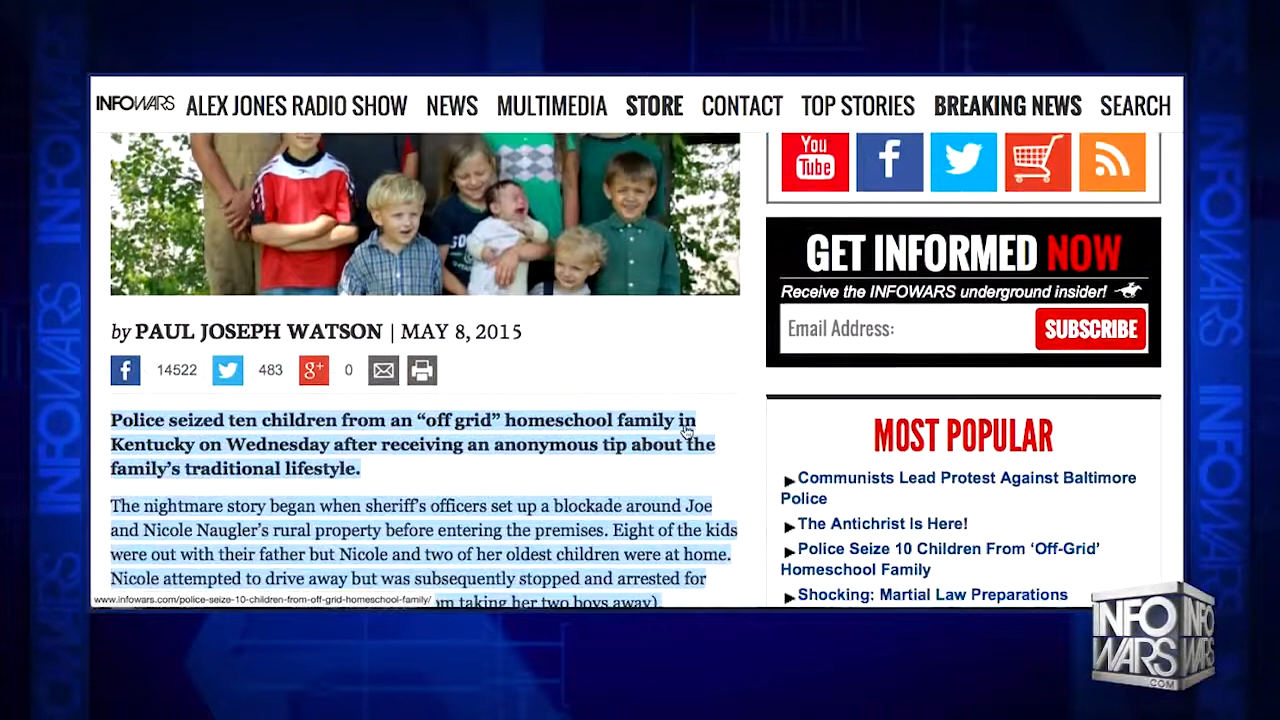 INFOWARS ALEX JONES RADIO SHOW NEWS MULTIMEDIA STORE CONTACT TOP STORIES BREAKING NEWS SEARCH
You Tube
GET INFORMED NOW
Receive the INFOWARS underground insider!
Email Address: SUBSCRIBE
by PAUL JOSEPH WATSON | MAY 8, 2015
14522 483 g+ 0
Police seized ten children from an “off grid” homeschool family in
Kentucky on Wednesday after receiving an anonymous tip about the
family’s traditional lifestyle.
The nightmare story began when sheriff’s officers set up a blockade around Joe
and Nicole Naugler’s rural property before entering the premises. Eight of the kids
were out with their father but Nicole and two of her oldest children were at home.
Nicole attempted to drive away but was subsequently stopped and arrested for
om taking her two boys away).
www.infowars.com/police-seize-10-children-from-off-grid-homeschool-family/
MOST POPULAR
Communists Lead Protest Against Baltimore
Police
The Antichrist Is Here!
Police Seize 10 Children From ‘Off-Grid’
Homeschool Family
Shocking: Martial Law Preparations
INFO
WARS
.COM
INFO
WARS
INFOWARS
INFOWARS
INFOWARS
INFOWARS